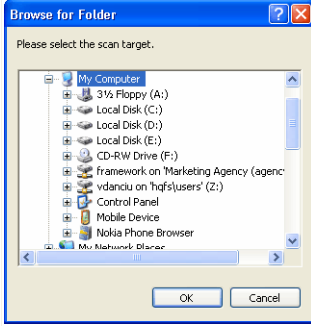 Browse for Folder
Please select the scan target.
My Computer
3½ Floppy (A:)
Local Disk (C:)
Local Disk (D:)
Local Disk (E:)
CD-RW Drive (F:)
framework on 'Marketing Agency (agency
vdanciu on 'hqfs\users' (Z:)
Control Panel
Mobile Device
Nokia Phone Browser
My Network Places
OK Cancel